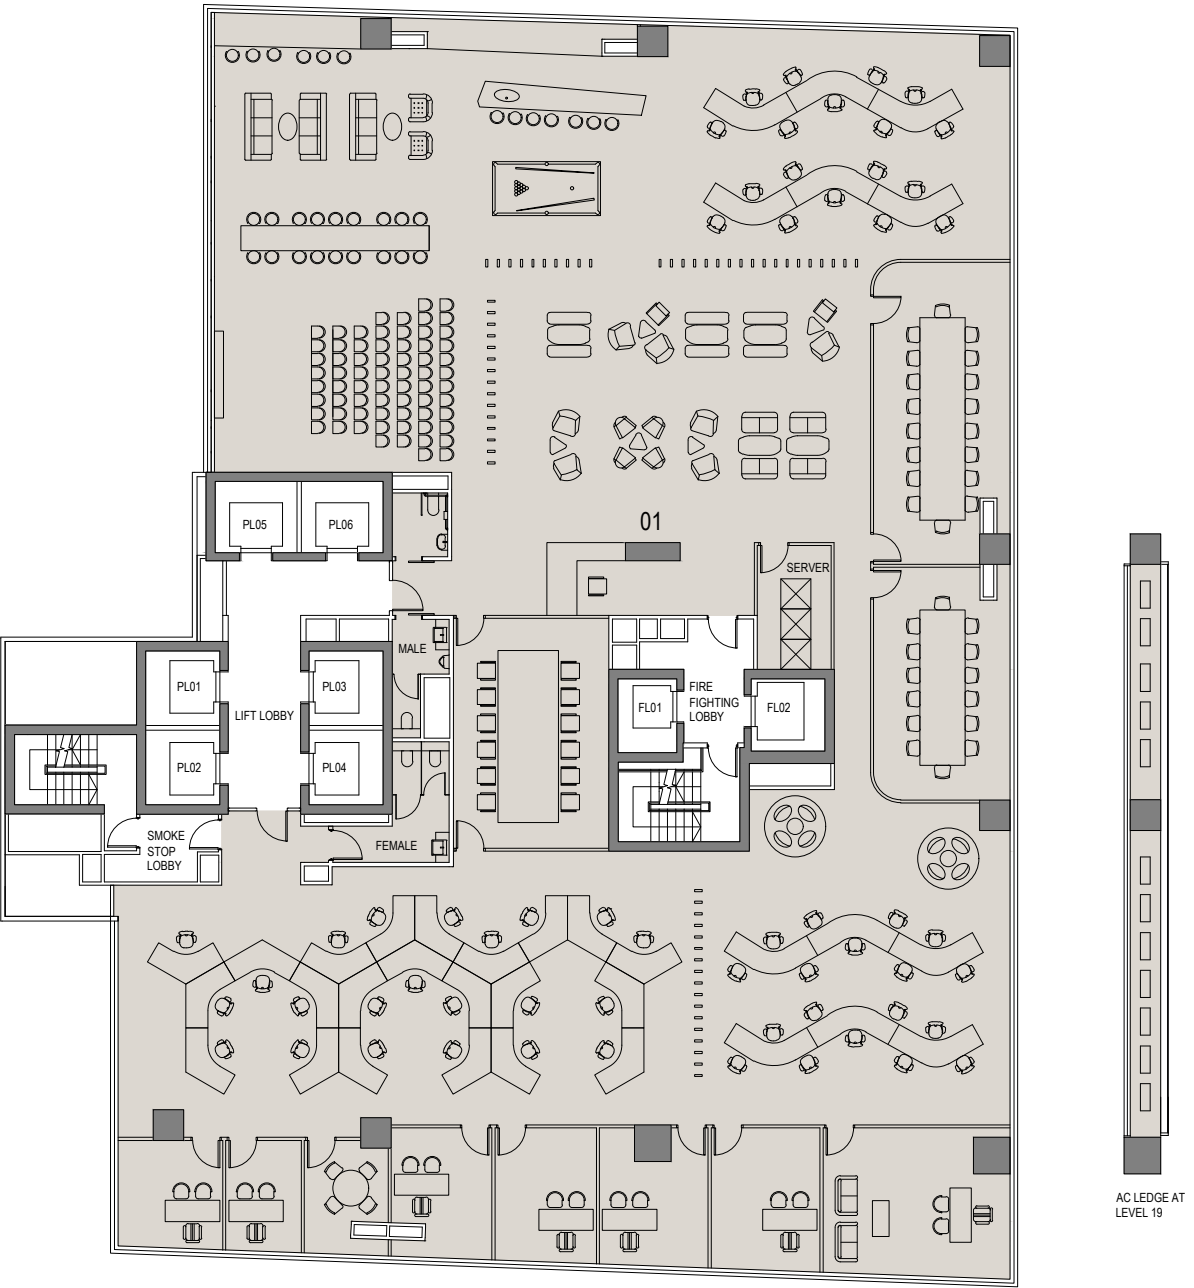 PL05
PL06
01
SERVER
MALE
PL01
PL03
LIFT LOBBY
FIRE
FIGHTING
LOBBY
FL01
FL02
PL02
PL04
SMOKE
STOP
LOBBY
FEMALE
AC LEDGE AT
LEVEL 19